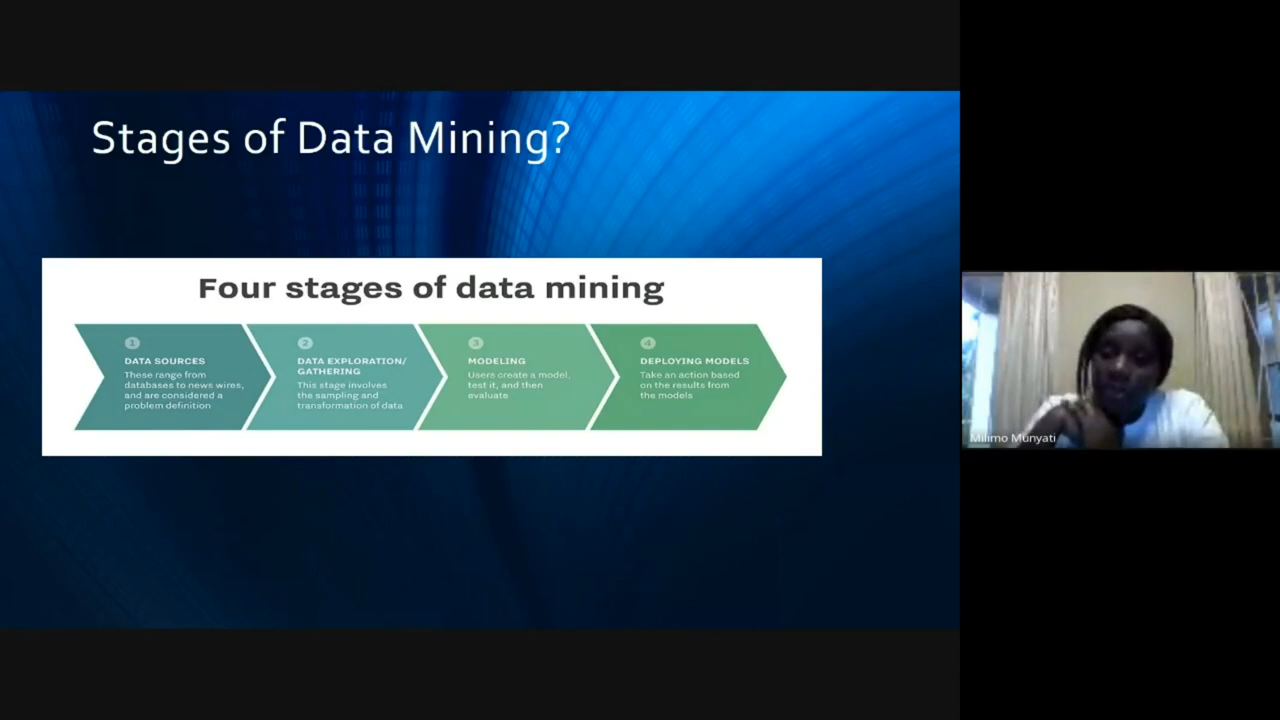 Stages of Data Mining?
Four stages of data mining
1
DATA SOURCES
These range from
databases to news wires,
and are considered a
problem definition
2
DATA EXPLORATION/
GATHERING
This stage involves
the sampling and
transformation of data
3
MODELING
Users create a model,
test it, and then
evaluate
4
DEPLOYING MODELS
Take an action based
on the results from
the models
Milimo Munyati